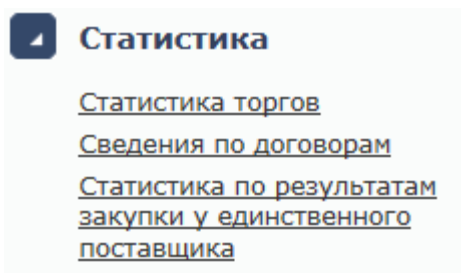 Статистика
Статистика торгов
Сведения по договорам
Статистика по результатам
закупки у единственного
поставщика